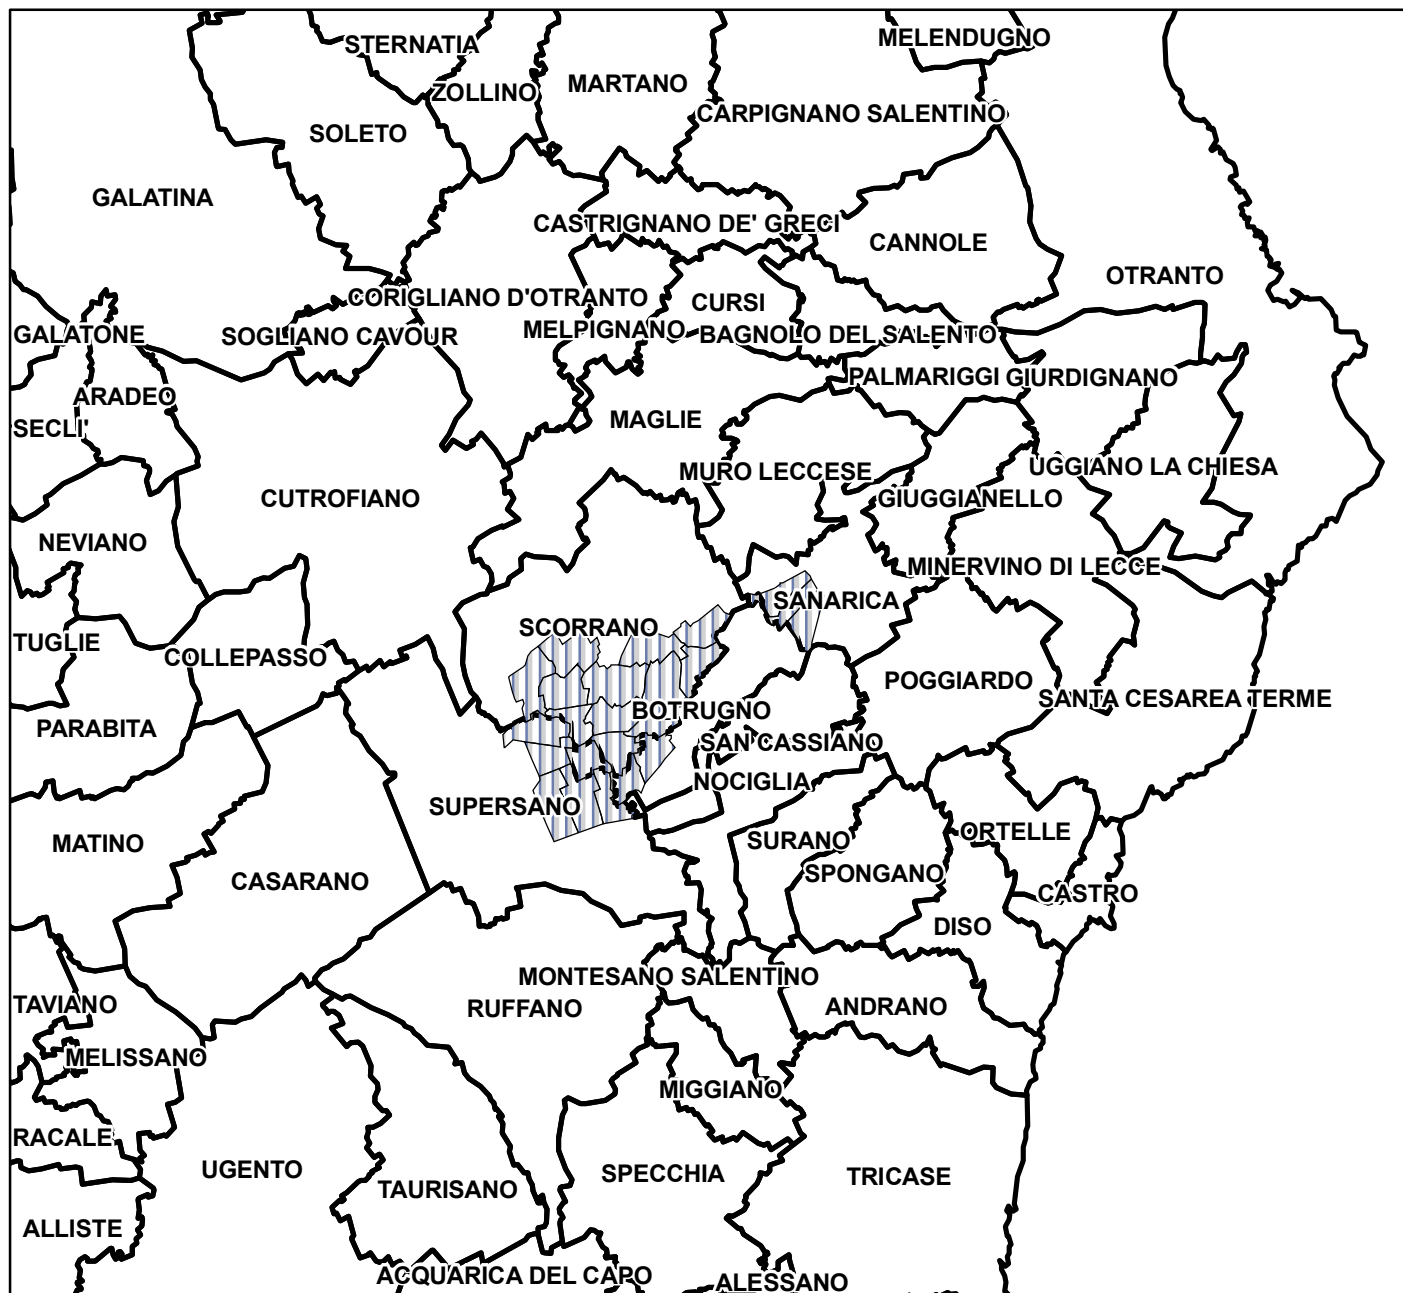 STERNATIA
MELENDUGNO
ZOLLINO
MARTANO
CARPIGNANO SALENTINO
SOLETO
GALATINA
CASTRIGNANO DE' GRECI
CANNOLE
OTRANTO
CORIGLIANO D'OTRANTO
CURSI
GALATONE
SOGLIANO CAVOUR
MELPIGNANO
BAGNOLO DEL SALENTO
PALMARIGGI
GIURDIGNANO
ARADEO
SECLI'
MAGLIE
MURO LECCESE
UGGIANO LA CHIESA
CUTROFIANO
GIUGGIANELLO
NEVIANO
MINERVINO DI LECCE
SANARICA
SCORRANO
TUGLIE
COLLEPASSO
POGGIARDO
SANTA CESAREA TERME
BOTRUGNO
PARABITA
SAN CASSIANO
NOCIGLIA
SUPERSANO
ORTELLE
MATINO
SURANO
SPONGANO
CASARANO
CASTRO
DISO
MONTESANO SALENTINO
TAVIANO
RUFFANO
ANDRANO
MELISSANO
MIGGIANO
RACALE
UGENTO
SPECCHIA
TRICASE
TAURISANO
ALLISTE
ACQUARICA DEL CAPO
ALESSANO